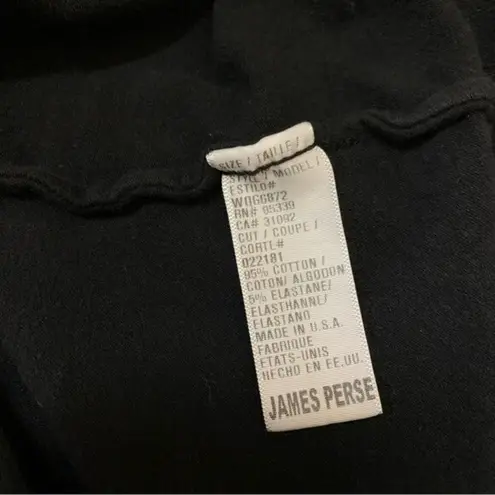 SIZE / TAILLE /
STYLE / MODEL /
ESTILO#
WQGG872
RN# 95339
CA# 31092
CUT / COUPE /
CORTE#
022181
95% COTTON /
COTON/ ALGODON
5% ELASTANE/
ELASTHANNE/
ELASTANO
MADE IN U.S.A.
FABRIQUE
ETATS-UNIS
HECHO EN EE.UU.
JAMES PERSE